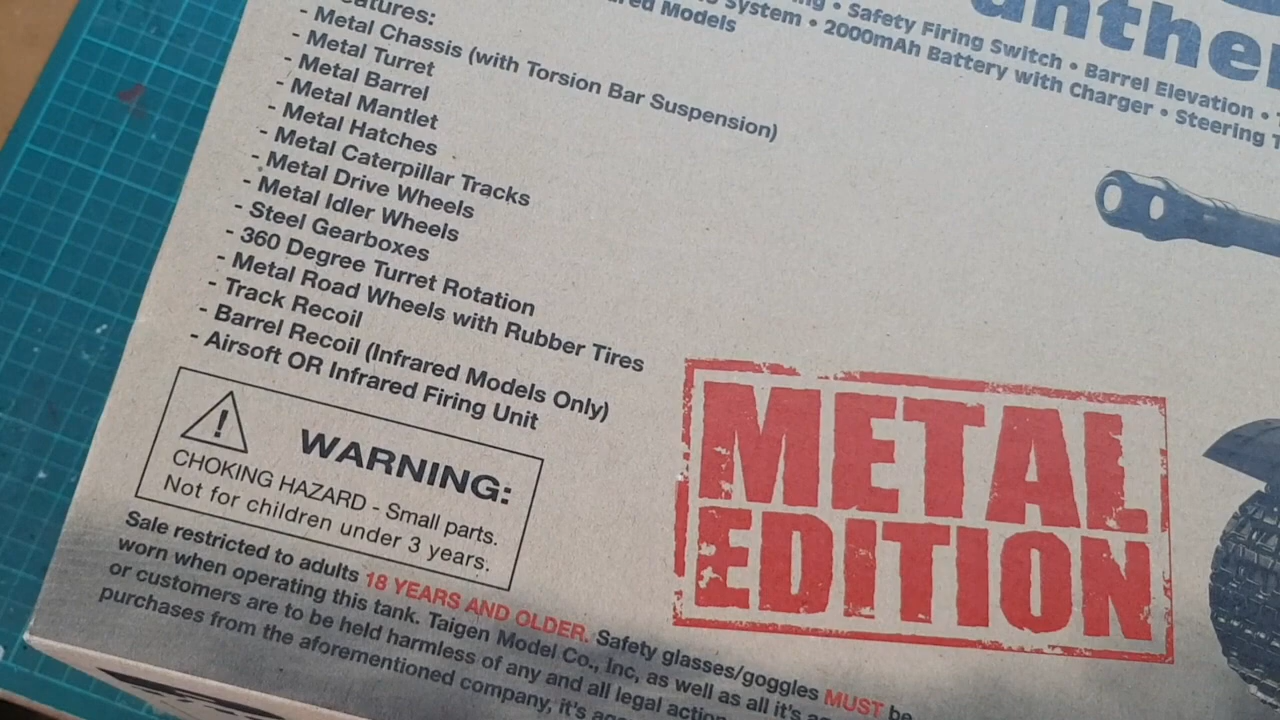 anther
Safety Firing Switch • Barrel Elevation •
System • 2000mAh Battery with Charger • Steering
Models
- Metal Chassis (with Torsion Bar Suspension)
- Metal Turret
- Metal Barrel
- Metal Mantlet
- Metal Hatches
- Metal Caterpillar Tracks
- Metal Drive Wheels
- Metal Idler Wheels
- Steel Gearboxes
- 360 Degree Turret Rotation
- Metal Road Wheels with Rubber Tires
- Track Recoil
- Barrel Recoil (Infrared Models Only)
- Airsoft OR Infrared Firing Unit
METAL
EDITION
WARNING:
CHOKING HAZARD - Small parts.
Not for children under 3 years.
Sale restricted to adults 18 YEARS AND OLDER. Safety glasses/goggles MUST be
worn when operating this tank. Taigen Model Co., Inc, as well as all it's
or customers are to be held harmless of any and all legal action
purchases from the aforementioned company, it's